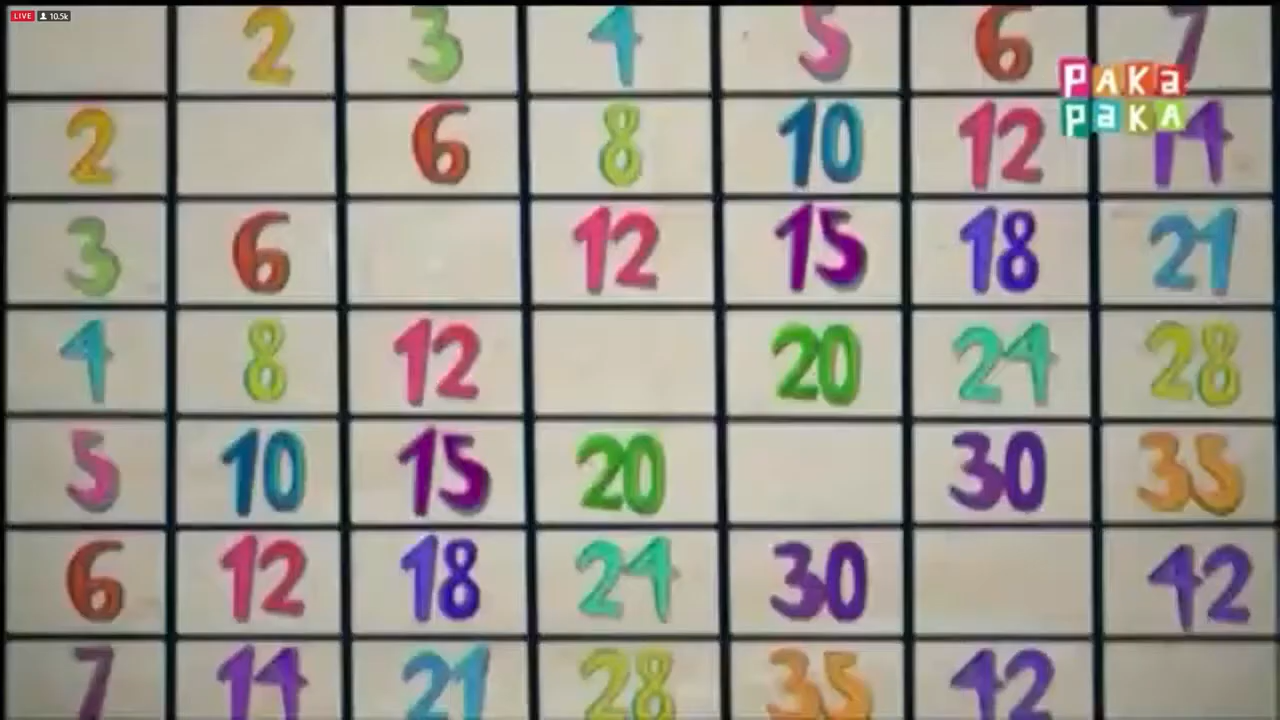 LIVE 10.5k
2 3 4 5 6 7
PAKa
PaKA
2 6 8 10 12 14
3 6 12 15 18 21
4 8 12 20 24 28
5 10 15 20 30 35
6 12 18 24 30 42
7 14 21 28 35 42